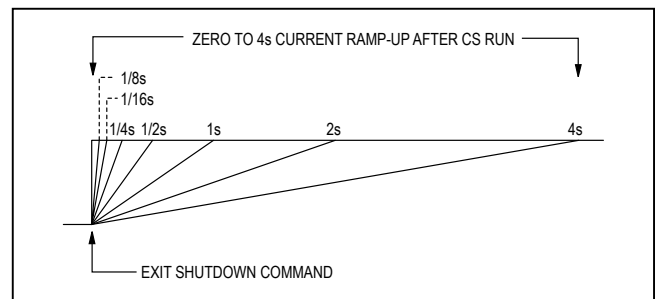 ZERO TO 4s CURRENT RAMP-UP AFTER CS RUN
1/8s
1/16s
1/4s 1/2s 1s 2s 4s
EXIT SHUTDOWN COMMAND